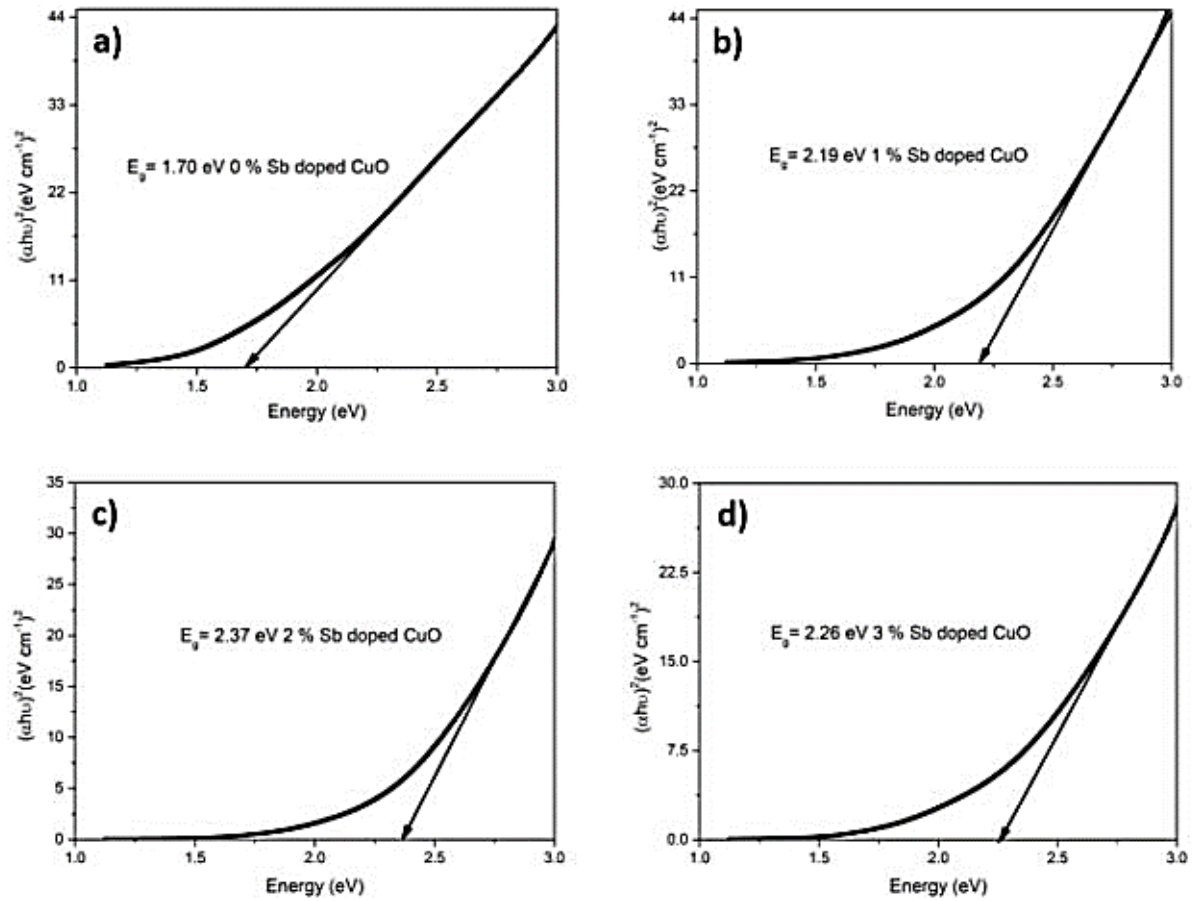 a)
44
33
22
11
0
(αhυ)²(eV cm⁻¹)²
E_g= 1.70 eV 0 % Sb doped CuO
1.0 1.5 2.0 2.5 3.0
Energy (eV)
b)
44
33
22
11
0
(αhυ)²(eV cm⁻¹)²
E_g= 2.19 eV 1 % Sb doped CuO
1.0 1.5 2.0 2.5 3.0
Energy (eV)
c)
35
30
25
20
15
10
5
0
(αhυ)²(eV cm⁻¹)²
E_g= 2.37 eV 2 % Sb doped CuO
1.0 1.5 2.0 2.5 3.0
Energy (eV)
d)
30.0
22.5
15.0
7.5
0.0
(αhυ)²(eV cm⁻¹)²
E_g= 2.26 eV 3 % Sb doped CuO
1.0 1.5 2.0 2.5 3.0
Energy (eV)